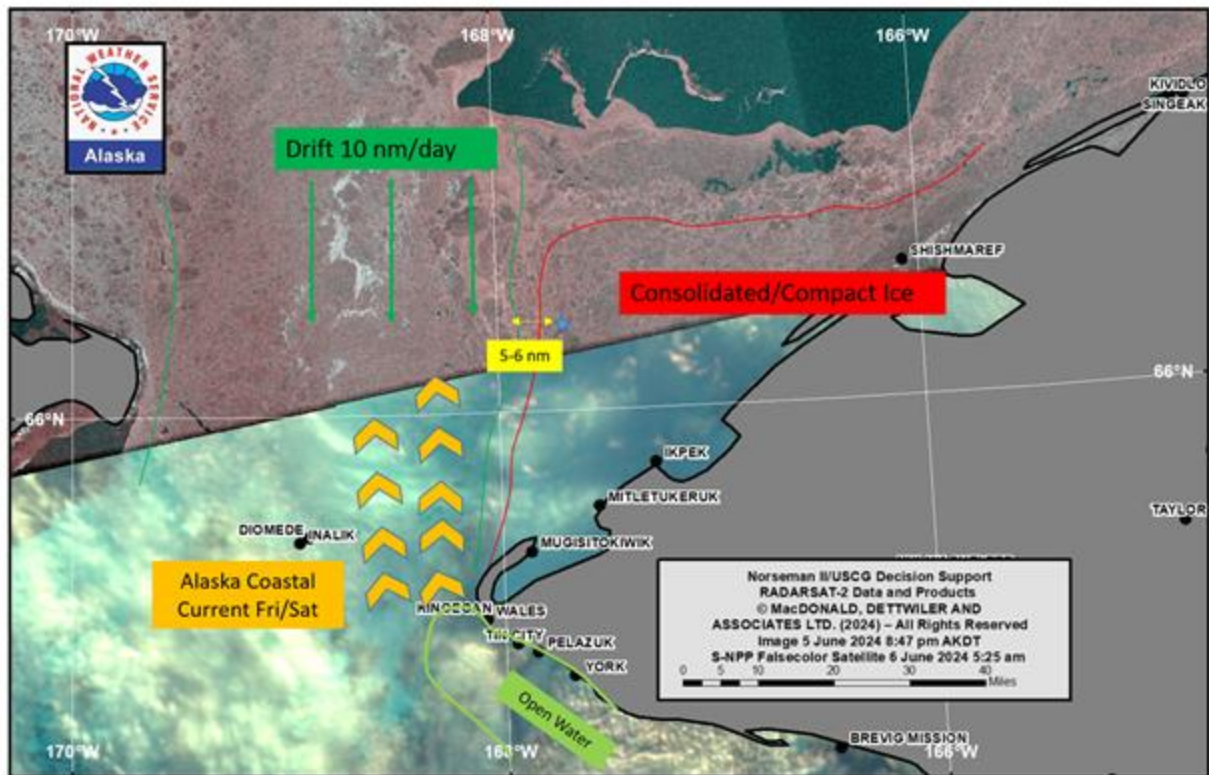 170°W
168°W
166°W
NATIONAL WEATHER SERVICE
Alaska
KIVIDLO
SINGEAK
Drift 10 nm/day
SHISHMAREF
Consolidated/Compact Ice
5-6 nm
66°N
66°N
IKPEK
MITLETUKERUK
TAYLOR
DIOMEDE
INALIK
MUGISITOKIWIK
Alaska Coastal
Current Fri/Sat
WALES
TIN CITY
PELAZUK
YORK
Open Water
Norseman II/USCG Decision Support
RADARSAT-2 Data and Products
© MacDONALD, DETTWILER AND
ASSOCIATES LTD. (2024) – All Rights Reserved
Image 5 June 2024 8:47 pm AKDT
S-NPP Falsecolor Satellite 6 June 2024 5:25 am
0 5 10 20 30 40
Miles
BREVIG MISSION
170°W
168°W
166°W